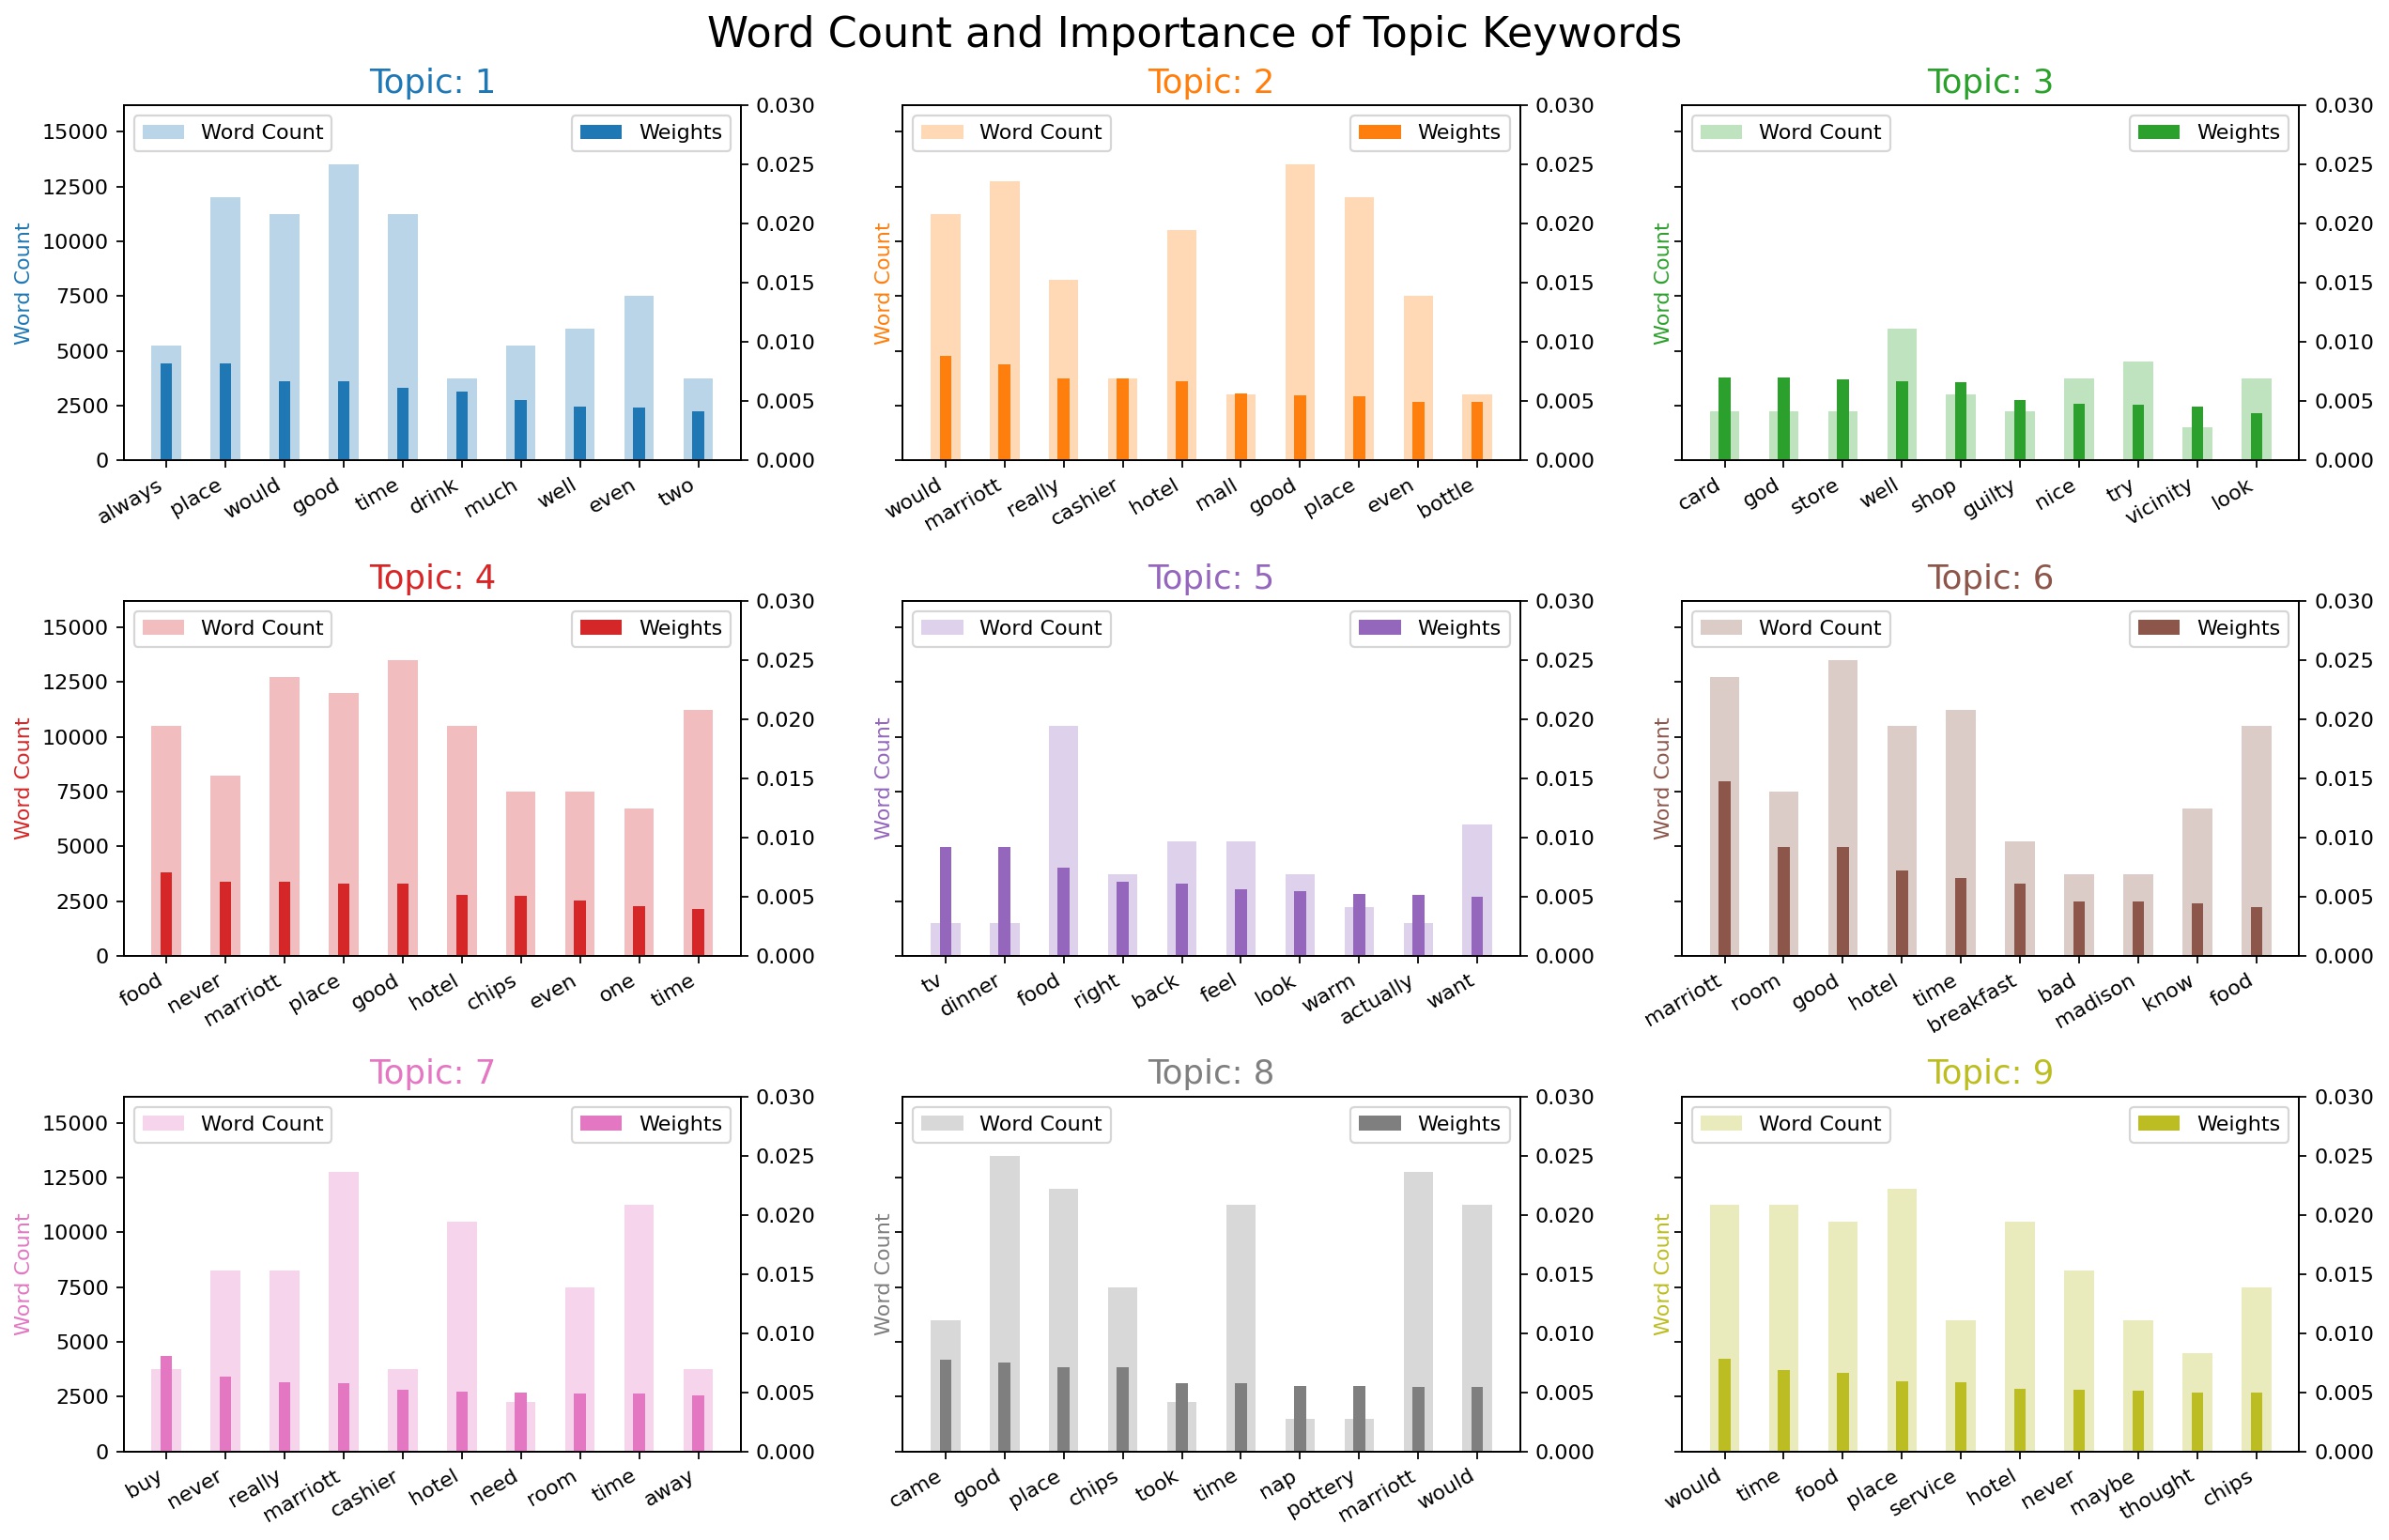 Word Count and Importance of Topic Keywords
Topic: 1
Word Count
Weights
Word Count
15000
12500
10000
7500
5000
2500
0
0.030
0.025
0.020
0.015
0.010
0.005
0.000
always place would good time drink much well even two
Topic: 2
Word Count
Weights
Word Count
0.030
0.025
0.020
0.015
0.010
0.005
0.000
would marriott really cashier hotel mall good place even bottle
Topic: 3
Word Count
Weights
Word Count
0.030
0.025
0.020
0.015
0.010
0.005
0.000
card god store well shop guilty nice try vicinity look
Topic: 4
Word Count
Weights
Word Count
15000
12500
10000
7500
5000
2500
0
0.030
0.025
0.020
0.015
0.010
0.005
0.000
food never marriott place good hotel chips even one time
Topic: 5
Word Count
Weights
Word Count
0.030
0.025
0.020
0.015
0.010
0.005
0.000
tv dinner food right back feel look warm actually want
Topic: 6
Word Count
Weights
Word Count
0.030
0.025
0.020
0.015
0.010
0.005
0.000
marriott room good hotel time breakfast bad madison know food
Topic: 7
Word Count
Weights
Word Count
15000
12500
10000
7500
5000
2500
0
0.030
0.025
0.020
0.015
0.010
0.005
0.000
buy never really marriott cashier hotel need room time away
Topic: 8
Word Count
Weights
Word Count
0.030
0.025
0.020
0.015
0.010
0.005
0.000
came good place chips took time nap pottery marriott would
Topic: 9
Word Count
Weights
Word Count
0.030
0.025
0.020
0.015
0.010
0.005
0.000
would time food place service hotel never maybe thought chips